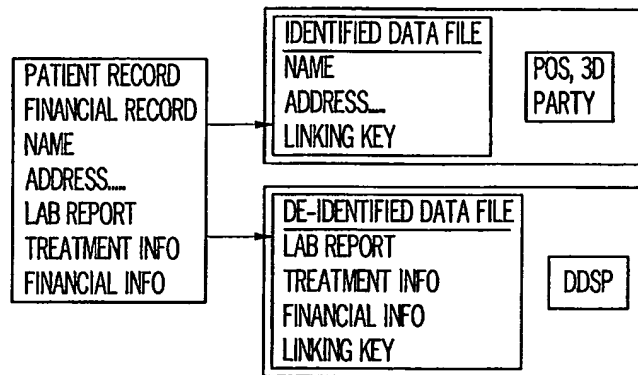 PATIENT RECORD
FINANCIAL RECORD
NAME
ADDRESS.....
LAB REPORT
TREATMENT INFO
FINANCIAL INFO
IDENTIFIED DATA FILE
NAME
ADDRESS....
LINKING KEY
POS, 3D
PARTY
DE-IDENTIFIED DATA FILE
LAB REPORT
TREATMENT INFO
FINANCIAL INFO
LINKING KEY
DDSP